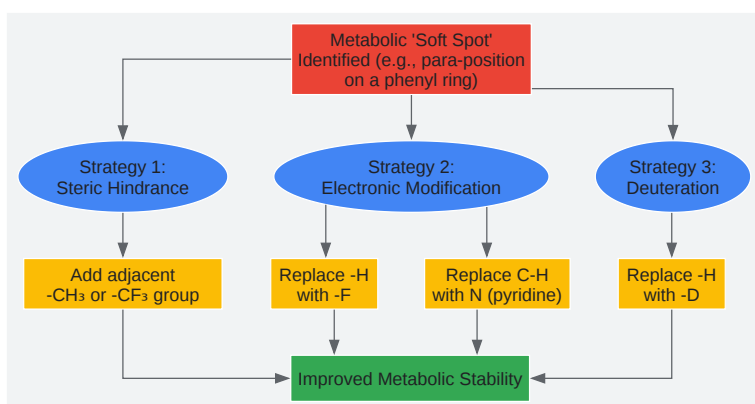 Metabolic 'Soft Spot'
Identified (e.g., para-position
on a phenyl ring)
Strategy 1:
Steric Hindrance
Strategy 2:
Electronic Modification
Strategy 3:
Deuteration
Add adjacent
-CH₃ or -CF₃ group
Replace -H
with -F
Replace C-H
with N (pyridine)
Replace -H
with -D
Improved Metabolic Stability